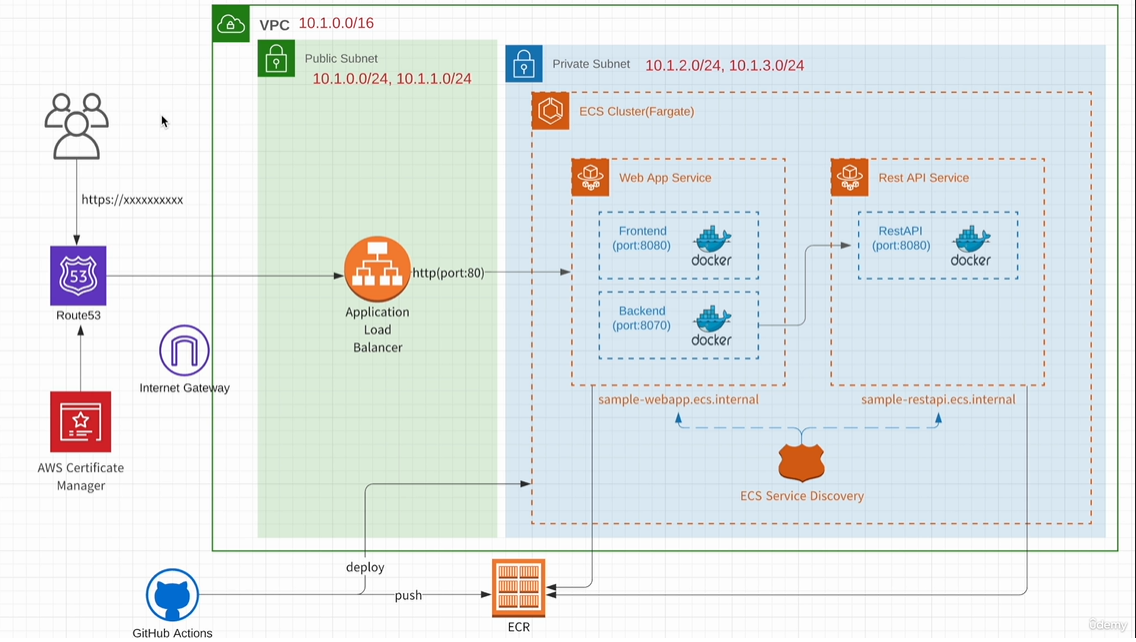 VPC 10.1.0.0/16
Public Subnet
10.1.0.0/24, 10.1.1.0/24
Private Subnet 10.1.2.0/24, 10.1.3.0/24
ECS Cluster(Fargate)
Web App Service
Rest API Service
Frontend
(port:8080)
docker
RestAPI
(port:8080)
docker
Backend
(port:8070)
docker
https://xxxxxxxxxx
53
Route53
http(port:80)
Application
Load
Balancer
Internet Gateway
AWS Certificate
Manager
sample-webapp.ecs.internal
sample-restapi.ecs.internal
ECS Service Discovery
deploy
push
GitHub Actions
ECR
ûdemy